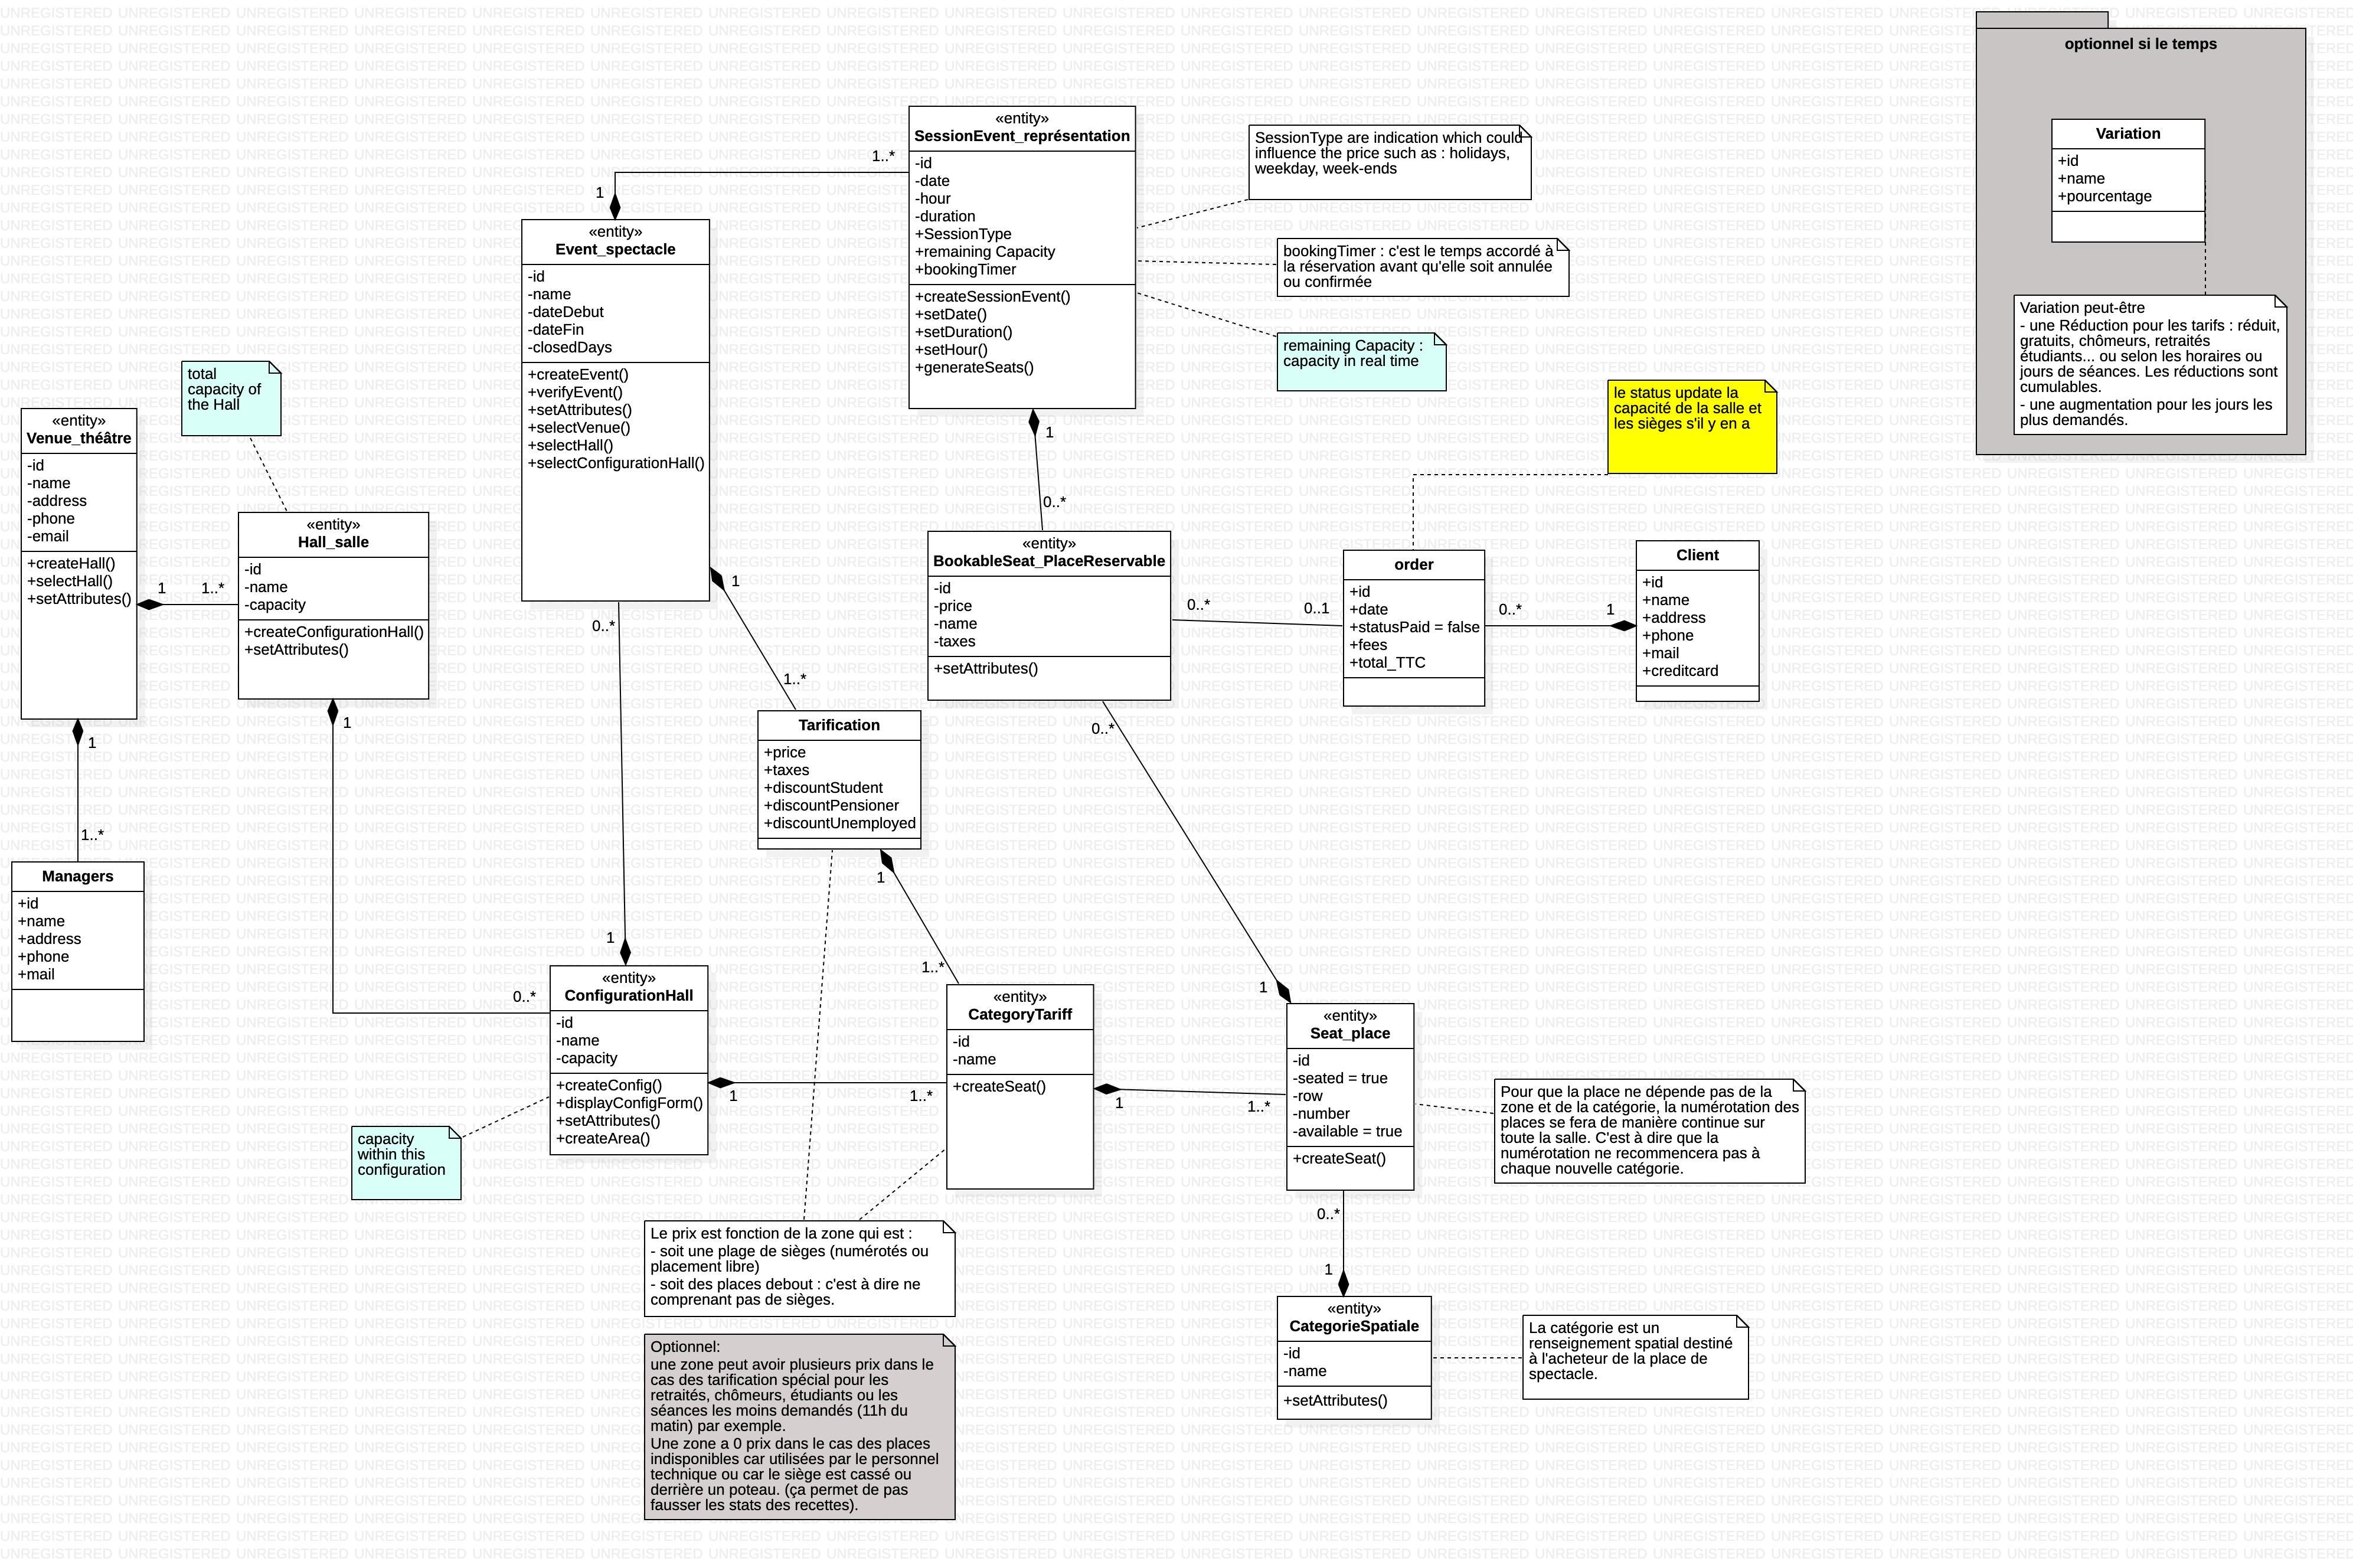 optionnel si le temps
Variation
+id
+name
+pourcentage
Variation peut-être
- une Réduction pour les tarifs : réduit,
gratuits, chômeurs, retraités
étudiants... ou selon les horaires ou
jours de séances. Les réductions sont
cumulables.
- une augmentation pour les jours les
plus demandés.
«entity»
SessionEvent_représentation
-id
-date
-hour
-duration
+SessionType
+remaining Capacity
+bookingTimer
+createSessionEvent()
+setDate()
+setDuration()
+setHour()
+generateSeats()
SessionType are indication which could
influence the price such as : holidays,
weekday, week-ends
bookingTimer : c'est le temps accordé à
la réservation avant qu'elle soit annulée
ou confirmée
remaining Capacity :
capacity in real time
le status update la
capacité de la salle et
les sièges s'il y en a
1..*
1
«entity»
Event_spectacle
-id
-name
-dateDebut
-dateFin
-closedDays
+createEvent()
+verifyEvent()
+setAttributes()
+selectVenue()
+selectHall()
+selectConfigurationHall()
total
capacity of
the Hall
«entity»
Venue_théâtre
-id
-name
-address
-phone
-email
+createHall()
+selectHall()
+setAttributes()
1
1..*
«entity»
Hall_salle
-id
-name
-capacity
+createConfigurationHall()
+setAttributes()
1
0..*
«entity»
BookableSeat_PlaceReservable
-id
-price
-name
-taxes
+setAttributes()
0..*
0..1
order
+id
+date
+statusPaid = false
+fees
+total_TTC
0..*
1
Client
+id
+name
+address
+phone
+mail
+creditcard
1
1..*
0..*
1
Tarification
+price
+taxes
+discountStudent
+discountPensioner
+discountUnemployed
1
1..*
0..*
1
1
1..*
Managers
+id
+name
+address
+phone
+mail
1
0..*
«entity»
ConfigurationHall
-id
-name
-capacity
+createConfig()
+displayConfigForm()
+setAttributes()
+createArea()
capacity
within this
configuration
1
1..*
«entity»
CategoryTariff
-id
-name
+createSeat()
1
1..*
«entity»
Seat_place
-id
-seated = true
-row
-number
-available = true
+createSeat()
Pour que la place ne dépende pas de la
zone et de la catégorie, la numérotation des
places se fera de manière continue sur
toute la salle. C'est à dire que la
numérotation ne recommencera pas à
chaque nouvelle catégorie.
0..*
1
Le prix est fonction de la zone qui est :
- soit une plage de sièges (numérotés ou
placement libre)
- soit des places debout : c'est à dire ne
comprenant pas de sièges.
«entity»
CategorieSpatiale
-id
-name
+setAttributes()
La catégorie est un
renseignement spatial destiné
à l'acheteur de la place de
spectacle.
Optionnel:
une zone peut avoir plusieurs prix dans le
cas des tarification spécial pour les
retraités, chômeurs, étudiants ou les
séances les moins demandés (11h du
matin) par exemple.
Une zone a 0 prix dans le cas des places
indisponibles car utilisées par le personnel
technique ou car le siège est cassé ou
derrière un poteau. (ça permet de pas
fausser les stats des recettes).
UNREGISTERED